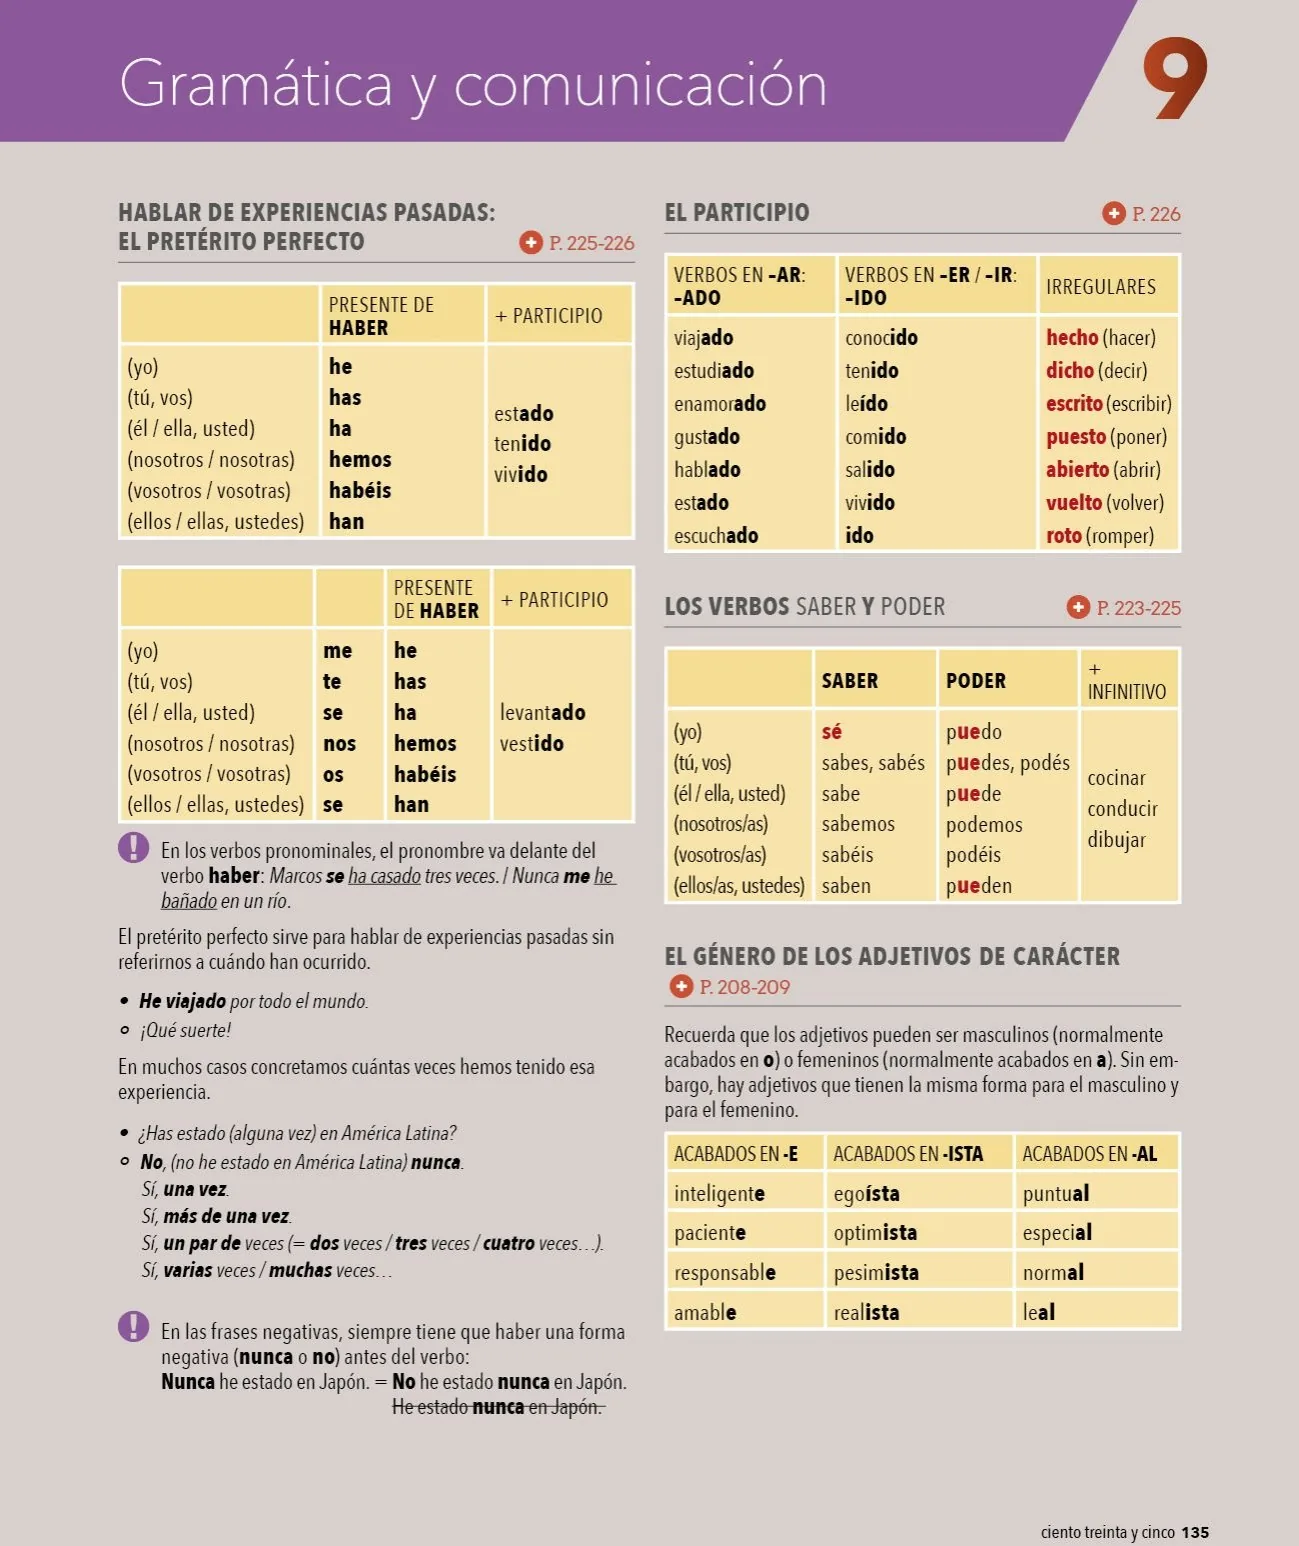 Gramática y comunicación
9
HABLAR DE EXPERIENCIAS PASADAS:
EL PRETÉRITO PERFECTO + P. 225-226
PRESENTE DE
HABER
+ PARTICIPIO
(yo) he
(tú, vos) has
(él / ella, usted) ha
(nosotros / nosotras) hemos
(vosotros / vosotras) habéis
(ellos / ellas, ustedes) han
estado
tenido
vivido
PRESENTE
DE HABER
+ PARTICIPIO
(yo) me he
(tú, vos) te has
(él / ella, usted) se ha
(nosotros / nosotras) nos hemos
(vosotros / vosotras) os habéis
(ellos / ellas, ustedes) se han
levantado
vestido
! En los verbos pronominales, el pronombre va delante del
verbo haber: Marcos se ha casado tres veces. / Nunca me he
bañado en un río.
El pretérito perfecto sirve para hablar de experiencias pasadas sin
referirnos a cuándo han ocurrido.
• He viajado por todo el mundo.
○ ¡Qué suerte!
En muchos casos concretamos cuántas veces hemos tenido esa
experiencia.
• ¿Has estado (alguna vez) en América Latina?
○ No, (no he estado en América Latina) nunca.
Sí, una vez.
Sí, más de una vez.
Sí, un par de veces (= dos veces / tres veces / cuatro veces…).
Sí, varias veces / muchas veces…
! En las frases negativas, siempre tiene que haber una forma
negativa (nunca o no) antes del verbo:
Nunca he estado en Japón. = No he estado nunca en Japón.
He estado nunca en Japón.
EL PARTICIPIO + P. 226
VERBOS EN -AR:
-ADO
VERBOS EN -ER / -IR:
-IDO
IRREGULARES
viajado conocido hecho (hacer)
estudiado tenido dicho (decir)
enamorado leído escrito (escribir)
gustado comido puesto (poner)
hablado salido abierto (abrir)
estado vivido vuelto (volver)
escuchado ido roto (romper)
LOS VERBOS SABER Y PODER + P. 223-225
SABER PODER
+
INFINITIVO
(yo) sé puedo
(tú, vos) sabes, sabés puedes, podés
(él / ella, usted) sabe puede
(nosotros/as) sabemos podemos
(vosotros/as) sabéis podéis
(ellos/as, ustedes) saben pueden
cocinar
conducir
dibujar
EL GÉNERO DE LOS ADJETIVOS DE CARÁCTER
+ P. 208-209
Recuerda que los adjetivos pueden ser masculinos (normalmente
acabados en o) o femeninos (normalmente acabados en a). Sin em-
bargo, hay adjetivos que tienen la misma forma para el masculino y
para el femenino.
ACABADOS EN -E ACABADOS EN -ISTA ACABADOS EN -AL
inteligente egoísta puntual
paciente optimista especial
responsable pesimista normal
amable realista leal
ciento treinta y cinco 135